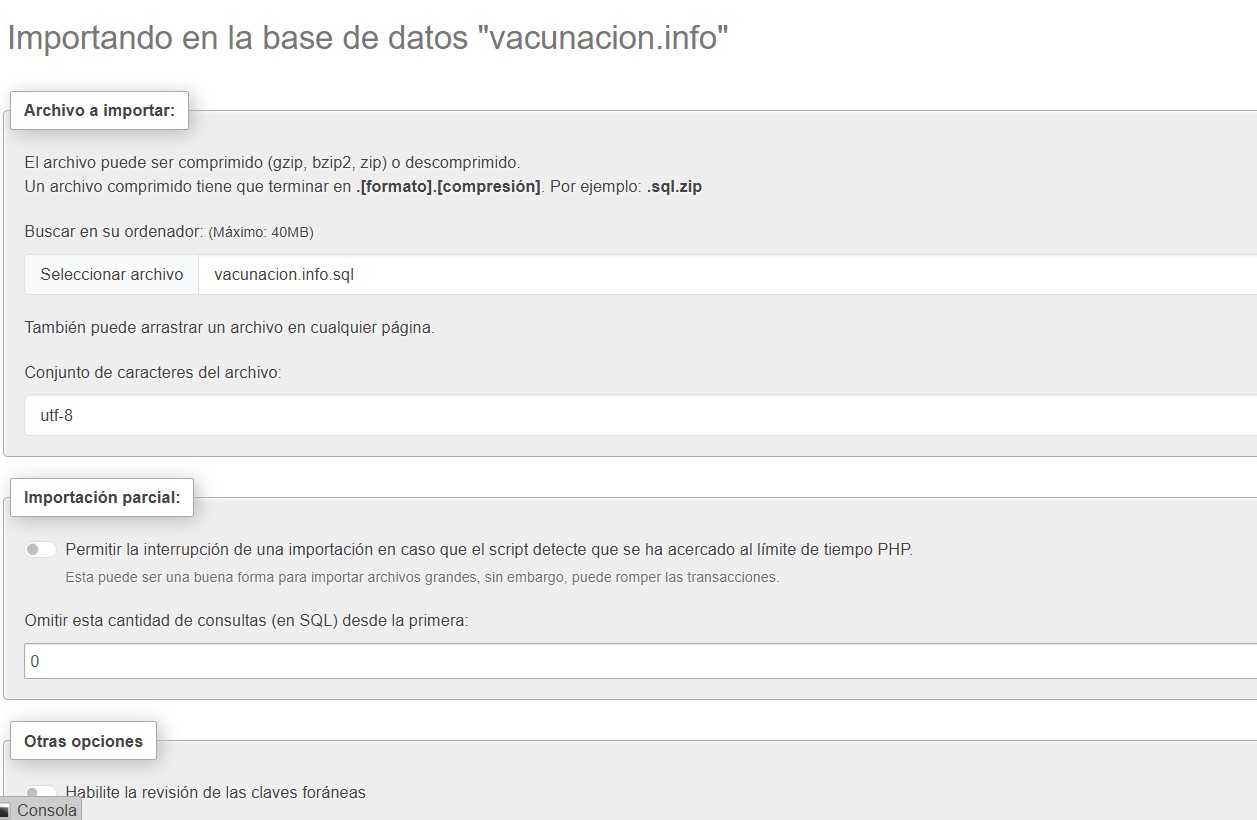 Importando en la base de datos "vacunacion.info"
Archivo a importar:
El archivo puede ser comprimido (gzip, bzip2, zip) o descomprimido.
Un archivo comprimido tiene que terminar en .[formato].[compresión]. Por ejemplo: .sql.zip
Buscar en su ordenador: (Máximo: 40MB)
Seleccionar archivo vacunacion.info.sql
También puede arrastrar un archivo en cualquier página.
Conjunto de caracteres del archivo:
utf-8
Importación parcial:
Permitir la interrupción de una importación en caso que el script detecte que se ha acercado al límite de tiempo PHP.
Esta puede ser una buena forma para importar archivos grandes, sin embargo, puede romper las transacciones.
Omitir esta cantidad de consultas (en SQL) desde la primera:
0
Otras opciones
Habilite la revisión de las claves foráneas
Consola